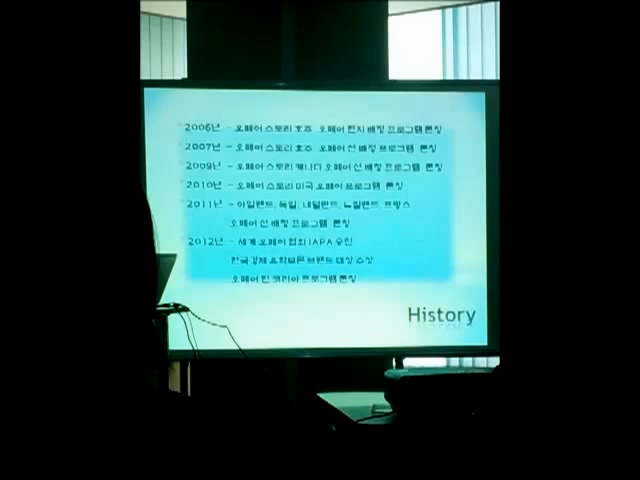 2006년 - 오페어 스토리 호주 오페어 현지 배정 프로그램 론칭
2007년 - 오페어 스토리 호주 오페어 선 배정 프로그램 론칭
2009년 - 오페어 스토리 캐나다 오페어 선 배정 프로그램 론칭
2010년 - 오페어 스토리 미국 오페어 프로그램 론칭
2011년 - 아일랜드, 독일, 네덜란드, 뉴질랜드, 프랑스
오페어 선 배정 프로그램 론칭
2012년 - 세계 오페어 협회 IAPA 승인
한국경제 유학부문 브랜드 대상 수상
오페어 인 코리아 프로그램 론칭
History